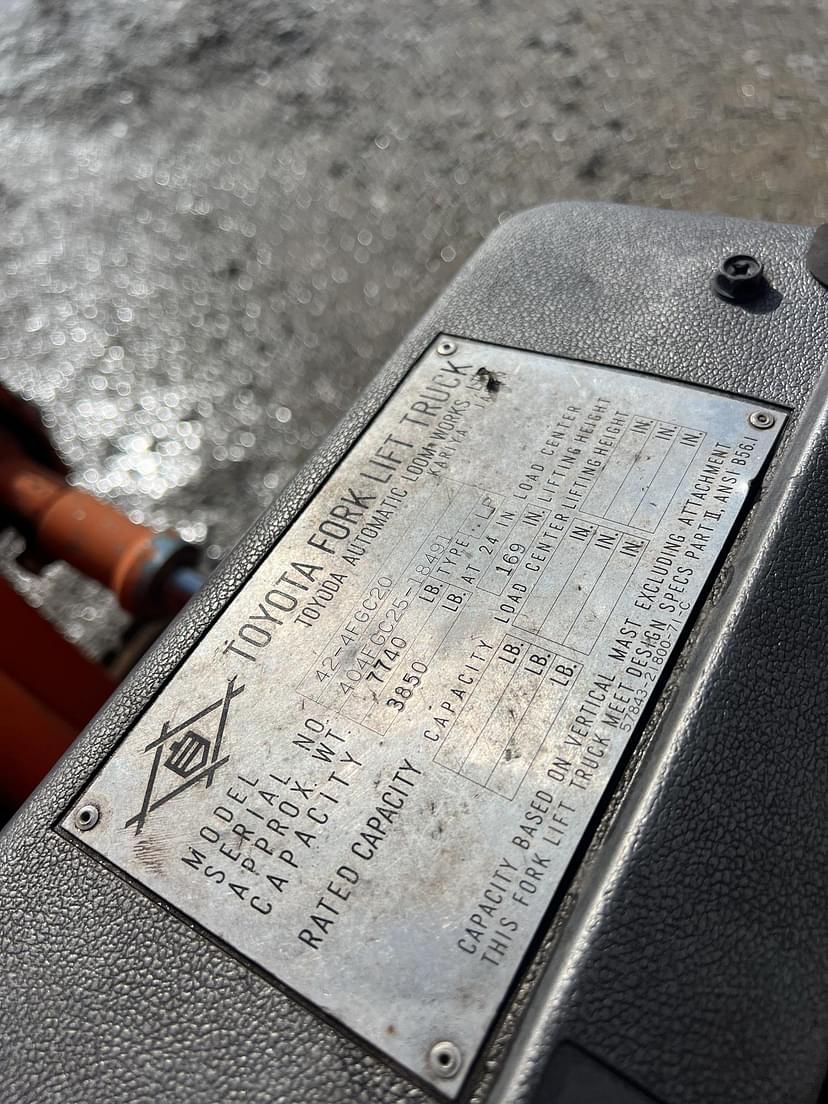 TOYOTA FORK LIFT TRUCK
TOYODA AUTOMATIC LOOM WORKS,
KARIYA
自
MODEL 42-4FGC20
SERIAL NO. 404FGC25-18491
APPROX. WT. 7740 LB. TYPE LP
CAPACITY 3850 LB. AT 24 IN LOAD CENTER
169 IN. LIFTING HEIGHT
RATED CAPACITY CAPACITY LOAD CENTER LIFTING HEIGHT
LB. IN. IN.
LB. IN. IN.
LB. IN. IN.
CAPACITY BASED ON VERTICAL MAST EXCLUDING ATTACHMENT
THIS FORK LIFT TRUCK MEET DESIGN SPECS PART II, ANSI B56.1
57843-21800-71-C